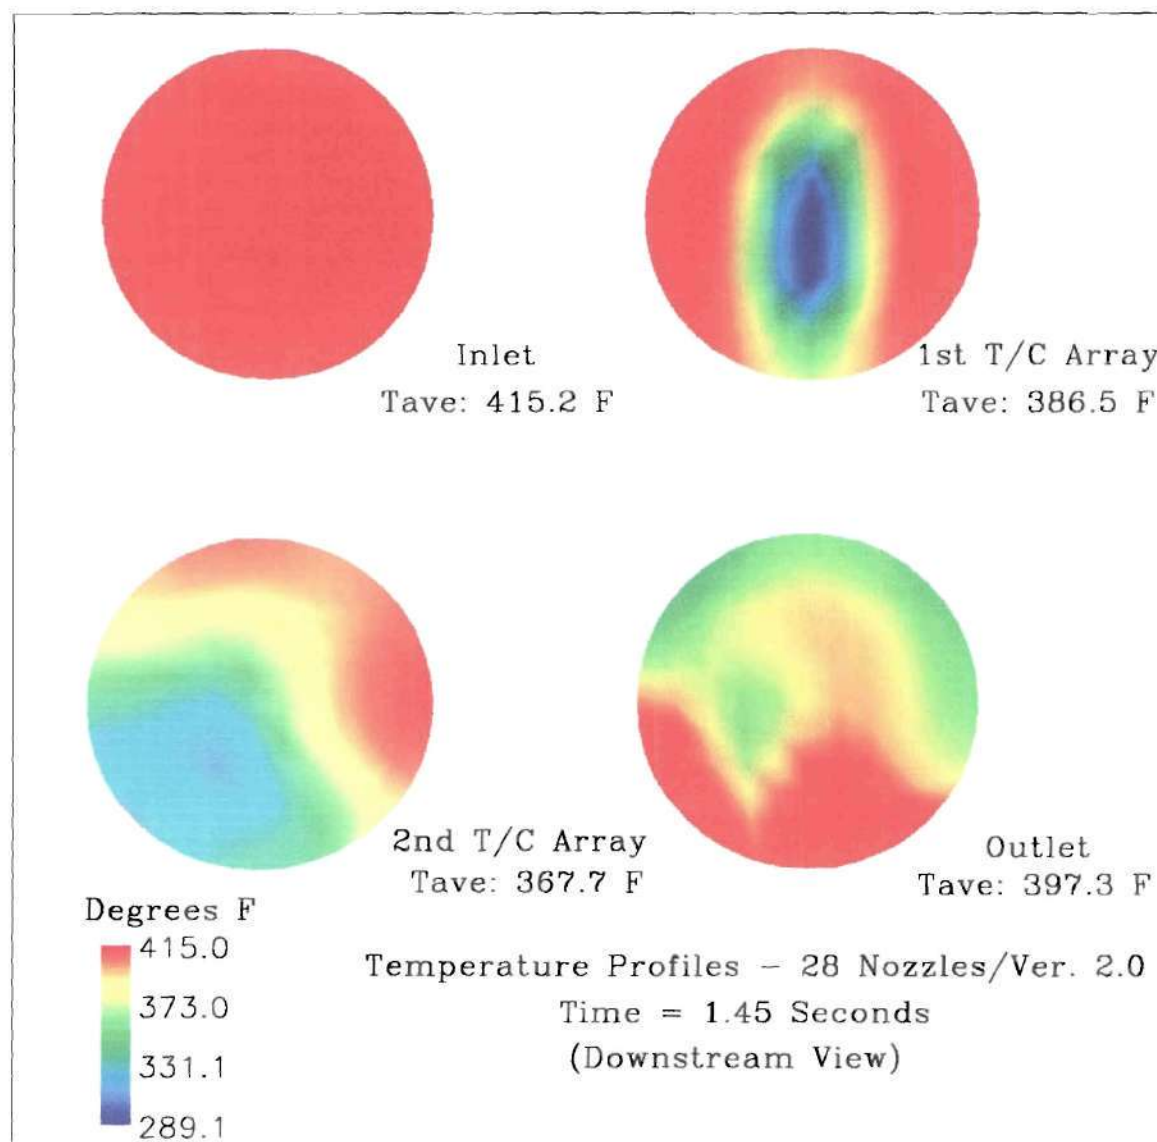 Inlet
Tave: 415.2 F
1st T/C Array
Tave: 386.5 F
2nd T/C Array
Tave: 367.7 F
Outlet
Tave: 397.3 F
Degrees F
415.0
373.0
331.1
289.1
Temperature Profiles - 28 Nozzles/Ver. 2.0
Time = 1.45 Seconds
(Downstream View)